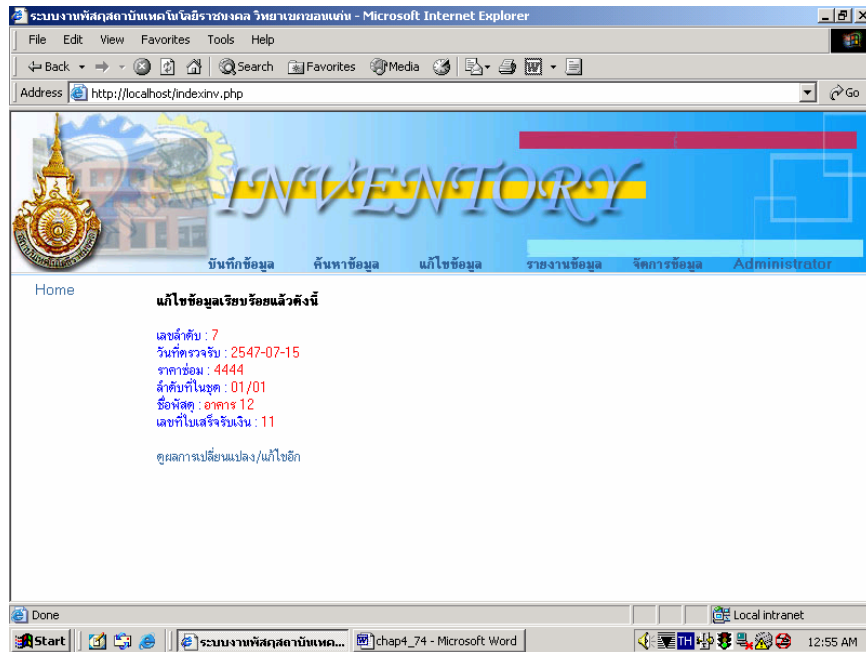 ระบบงานพัสดุสถาบันเทคโนโลยีราชมงคล วิทยาเขตขอนแก่น - Microsoft Internet Explorer
File Edit View Favorites Tools Help
Back Search Favorites Media
Address http://localhost/indexinv.php Go
INVENTORY
บันทึกข้อมูล ค้นหาข้อมูล แก้ไขข้อมูล รายงานข้อมูล จัดการข้อมูล Administrator
Home
แก้ไขข้อมูลเรียบร้อยแล้วดังนี้
เลขลำดับ : 7
วันที่ตรวจรับ : 2547-07-15
ราคาซ่อม : 4444
ลำดับที่ในชุด : 01/01
ชื่อพัสดุ : อาคาร 12
เลขที่ใบเสร็จรับเงิน : 11
ดูผลการเปลี่ยนแปลง/แก้ไขอีก
Done Local intranet
Start ระบบงานพัสดุสถาบันเทค... chap4_74 - Microsoft Word TH 12:55 AM